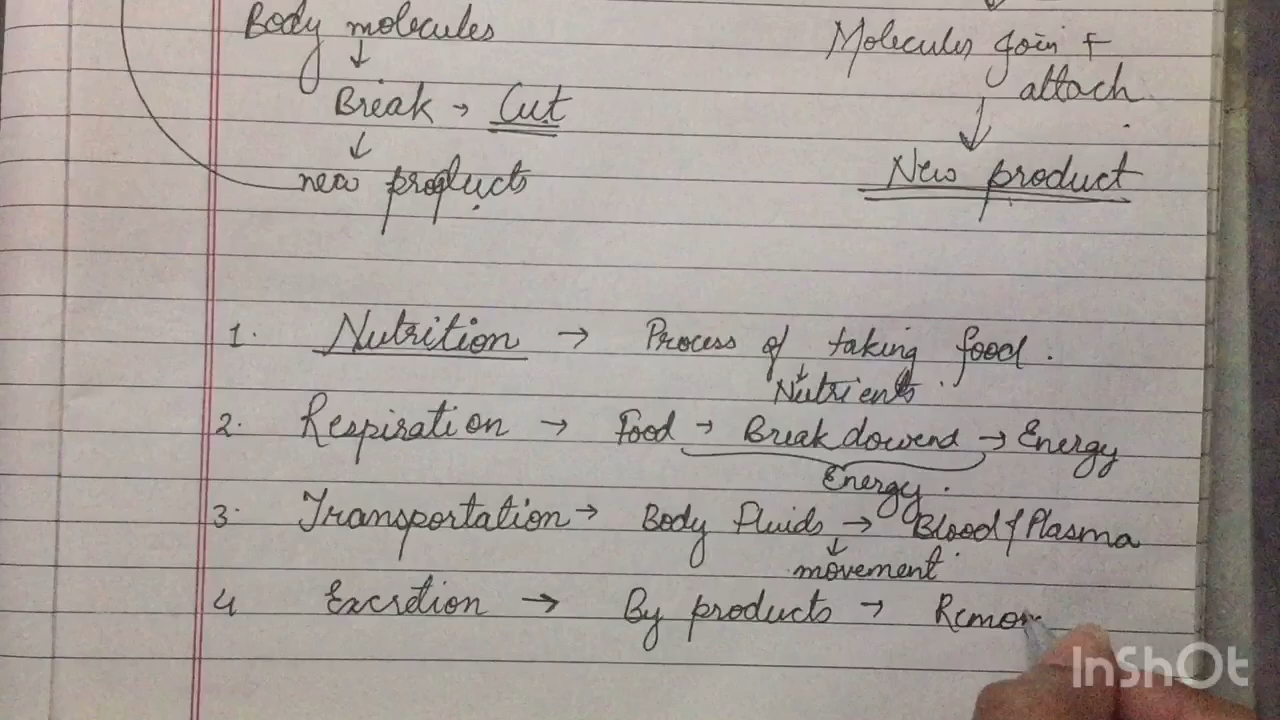 Body molecules
↓
Break → Cut
↓
new products
Molecules join +
attach.
↓
New product
1. Nutrition → Process of taking food.
↓
Nutrients.
2. Respiration → Food → Break dowend → Energy
Energy.
3. Transportation → Body Fluids → Blood & Plasma
↓
movement
4 Excretion → By products → Remov
InShOt